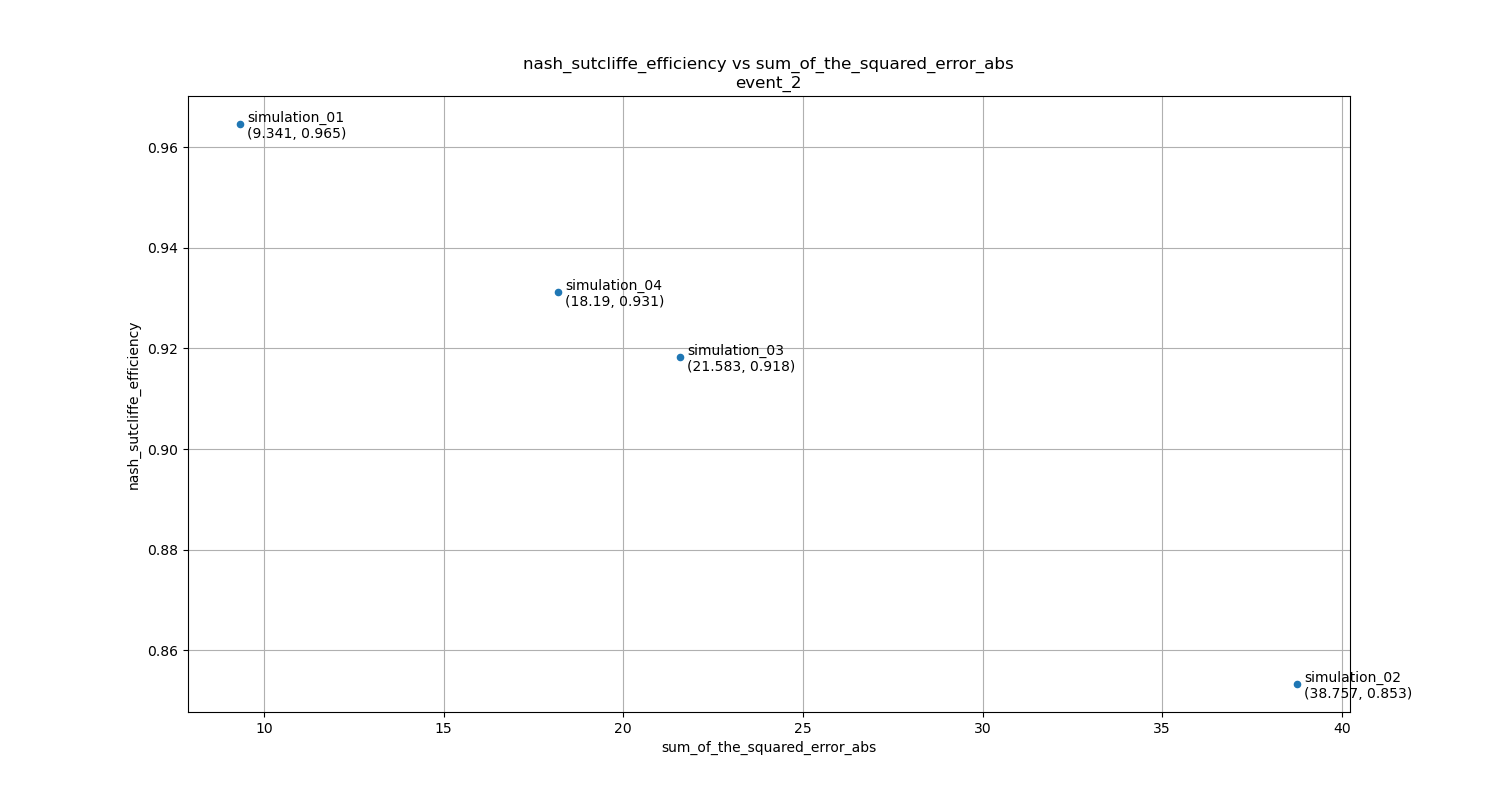 nash_sutcliffe_efficiency vs sum_of_the_squared_error_abs
event_2
simulation_01
(9.341, 0.965)
0.96
0.94
simulation_04
(18.19, 0.931)
0.92
simulation_03
(21.583, 0.918)
nash_sutcliffe_efficiency
0.90
0.88
0.86
simulation_02
(38.757, 0.853)
10 15 20 25 30 35 40
sum_of_the_squared_error_abs